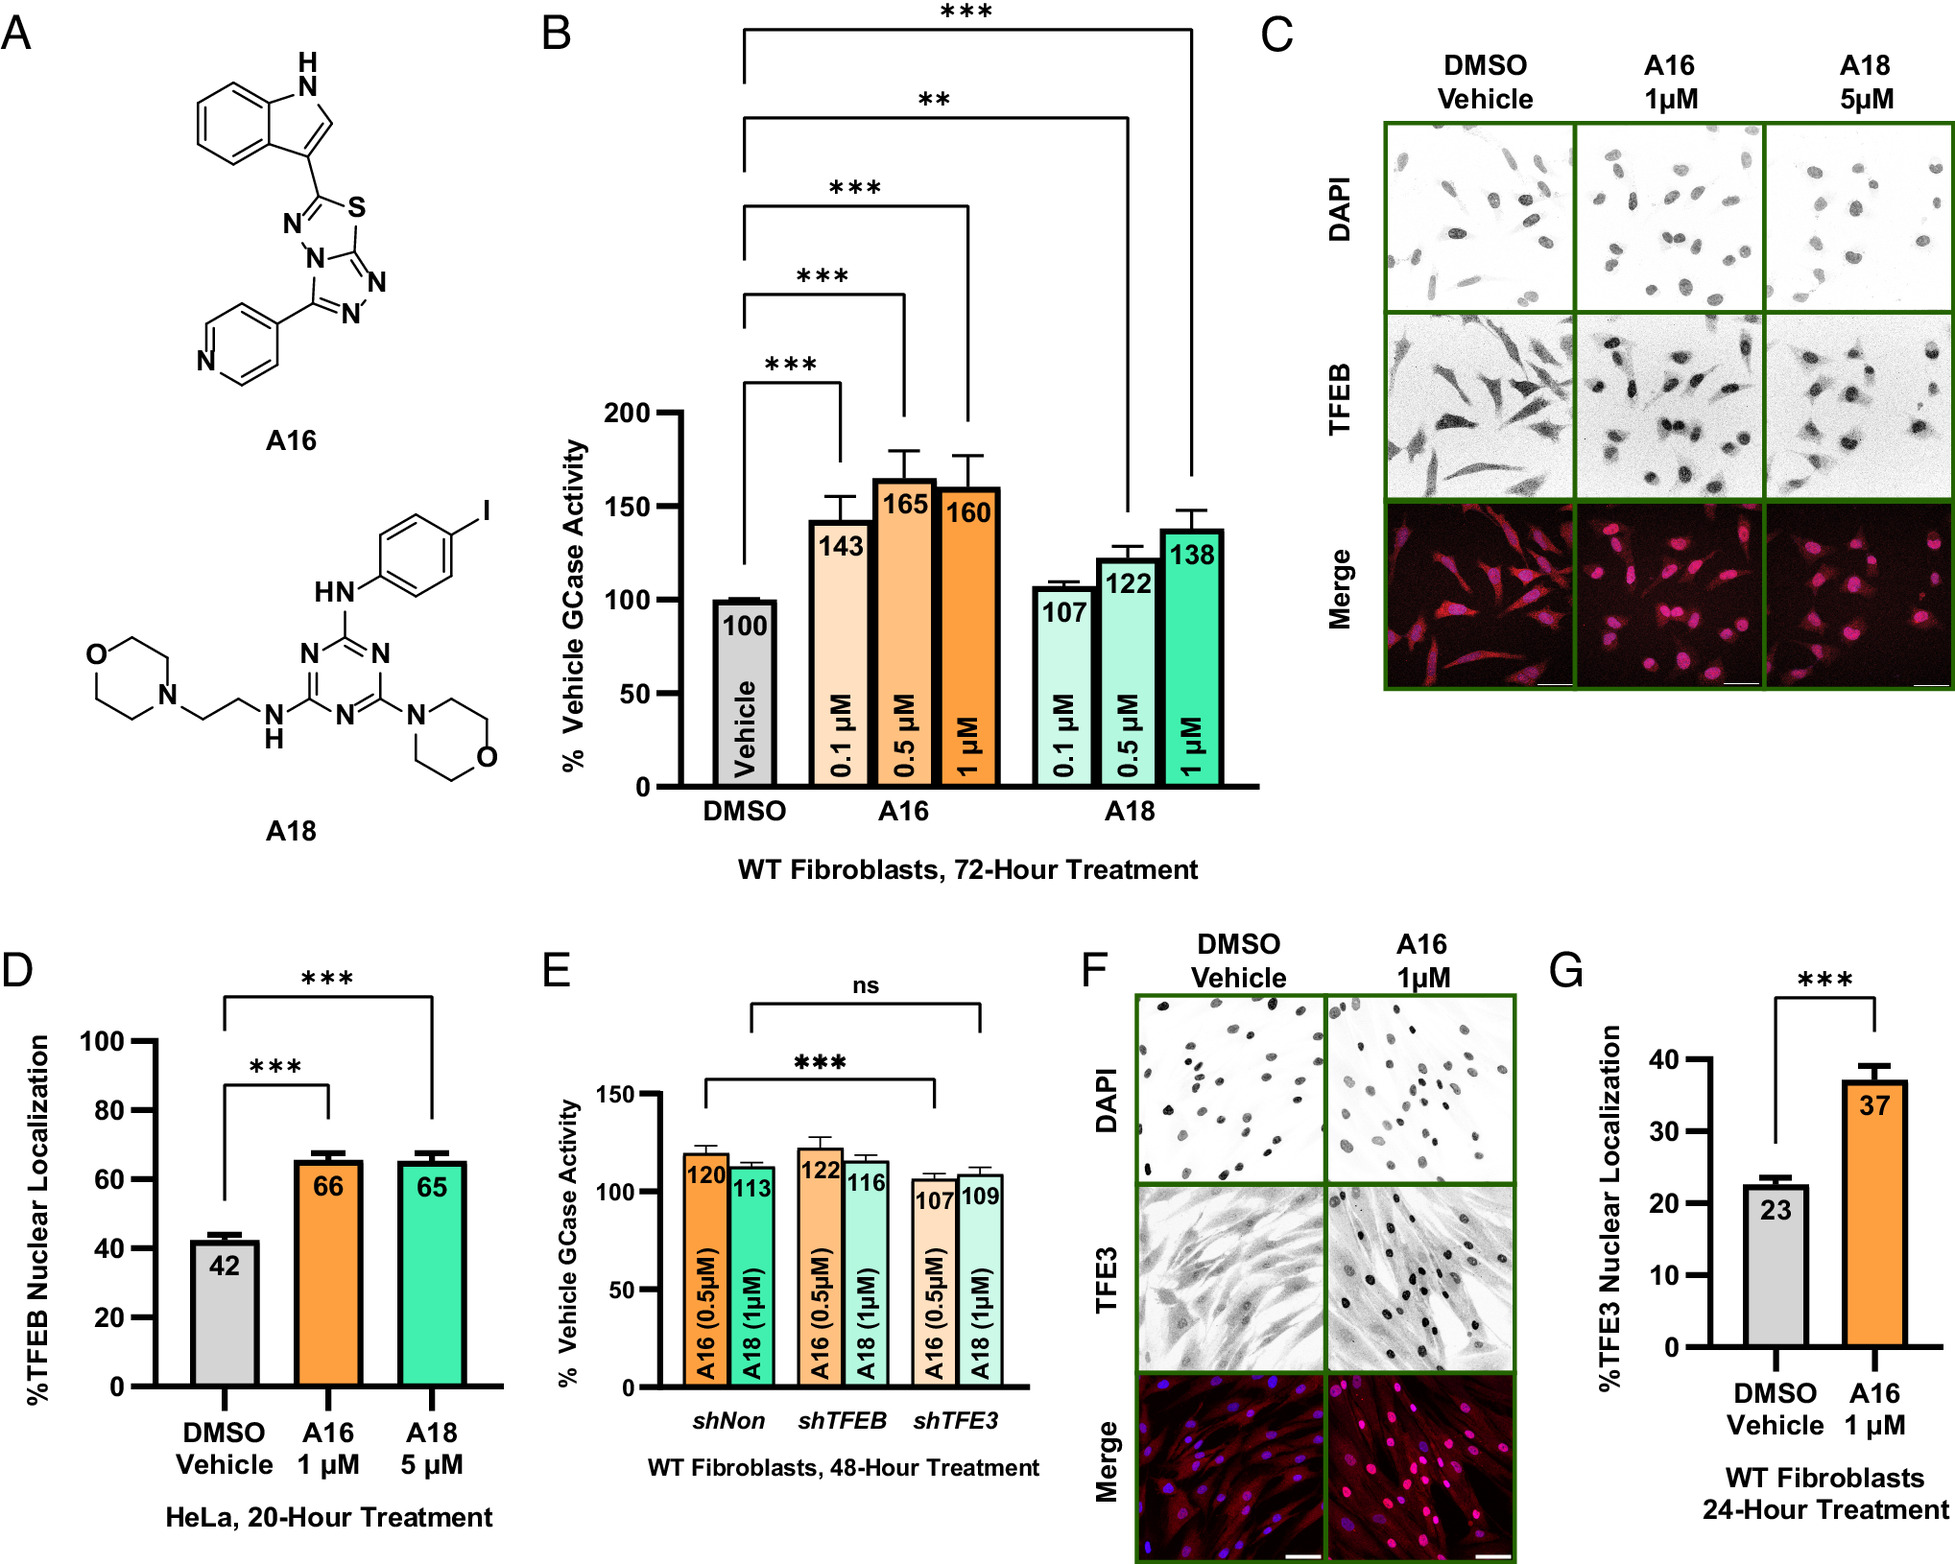 A
H
N
N
S
N
N
N
N
A16
I
HN
O
N
N
N
N
H
N
N
O
A18
B
***
**
***
***
***
% Vehicle GCase Activity
200
150
100
50
0
100
143
165
160
107
122
138
Vehicle
0.1 µM
0.5 µM
1 µM
0.1 µM
0.5 µM
1 µM
DMSO
A16
A18
WT Fibroblasts, 72-Hour Treatment
C
DMSO
Vehicle
A16
1µM
A18
5µM
DAPI
TFEB
Merge
D
***
***
%TFEB Nuclear Localization
100
80
60
40
20
0
42
66
65
DMSO
Vehicle
A16
1 µM
A18
5 µM
HeLa, 20-Hour Treatment
E
ns
***
% Vehicle GCase Activity
150
100
50
0
120
113
122
116
107
109
A16 (0.5µM)
A18 (1µM)
A16 (0.5µM)
A18 (1µM)
A16 (0.5µM)
A18 (1µM)
shNon
shTFEB
shTFE3
WT Fibroblasts, 48-Hour Treatment
F
DMSO
Vehicle
A16
1µM
DAPI
TFE3
Merge
G
***
%TFE3 Nuclear Localization
40
30
20
10
0
23
37
DMSO
Vehicle
A16
1 µM
WT Fibroblasts
24-Hour Treatment